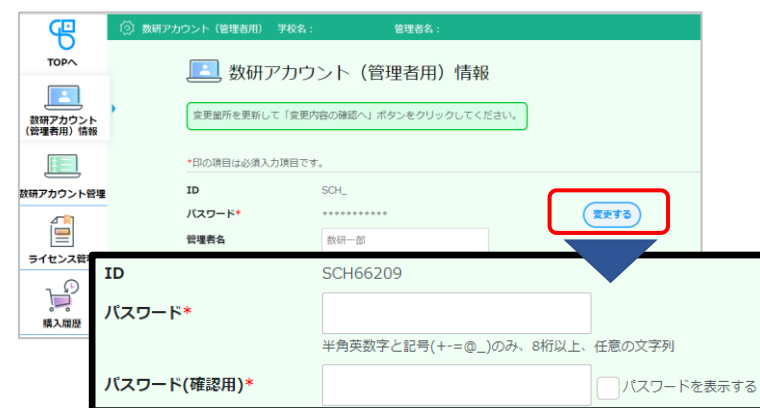 数研アカウント（管理者用） 学校名： 管理者名：
TOPへ
数研アカウント（管理者用）情報
数研アカウント
（管理者用）情報
変更箇所を更新して「変更内容の確認へ」ボタンをクリックしてください。
*印の項目は必須入力項目です。
数研アカウント管理
ID SCH_
パスワード* *********** 変更する
管理者名 数研一郎
ライセンス管
購入履歴
ID SCH66209
パスワード*
半角英数字と記号(+-=@_)のみ、8桁以上、任意の文字列
パスワード(確認用)* パスワードを表示する